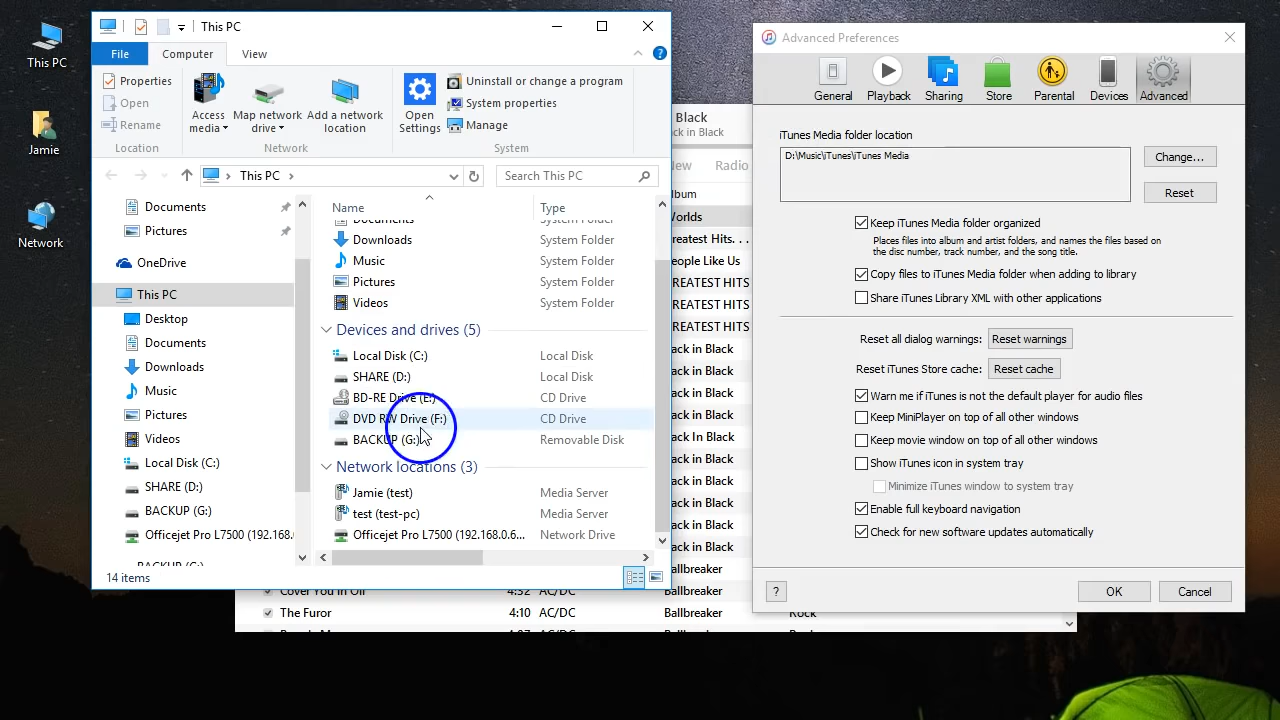 This PC
Jamie
Network
This PC
File Computer View
Properties
Open
Rename
Location
Access media
Map network drive
Add a network location
Network
Open Settings
Uninstall or change a program
System properties
Manage
System
This PC
Search This PC
Documents
Pictures
OneDrive
This PC
Desktop
Documents
Downloads
Music
Pictures
Videos
Local Disk (C:)
SHARE (D:)
BACKUP (G:)
Officejet Pro L7500 (192.168.0.
BACKUP (G:)
Name Type
Documents System Folder
Downloads System Folder
Music System Folder
Pictures System Folder
Videos System Folder
Devices and drives (5)
Local Disk (C:) Local Disk
SHARE (D:) Local Disk
BD-RE Drive (E:) CD Drive
DVD RW Drive (F:) CD Drive
BACKUP (G:) Removable Disk
Network locations (3)
Jamie (test) Media Server
test (test-pc) Media Server
Officejet Pro L7500 (192.168.0.6... Network Drive
14 items
Black
ck in Black
ew Radio
lbum
Worlds
reatest Hits. . .
eople Like Us
REATEST HITS
REATEST HITS
REATEST HITS
ack in Black
ack in Black
ack in Black
ack in Black
ack In Black
ack in Black
ack in Black
ack in Black
ack in Black
ack in Black
Ballbreaker
Cover You In Oil 4:32 AC/DC Ballbreaker Rock
The Furor 4:10 AC/DC Ballbreaker Rock
4:07 AC/DC Ballbreaker Rock
Advanced Preferences
General Playback Sharing Store Parental Devices Advanced
iTunes Media folder location
D:\Music\iTunes\iTunes Media
Change...
Reset
Keep iTunes Media folder organized
Places files into album and artist folders, and names the files based on
the disc number, track number, and the song title.
Copy files to iTunes Media folder when adding to library
Share iTunes Library XML with other applications
Reset all dialog warnings: Reset warnings
Reset iTunes Store cache: Reset cache
Warn me if iTunes is not the default player for audio files
Keep MiniPlayer on top of all other windows
Keep movie window on top of all other windows
Show iTunes icon in system tray
Minimize iTunes window to system tray
Enable full keyboard navigation
Check for new software updates automatically
? OK Cancel